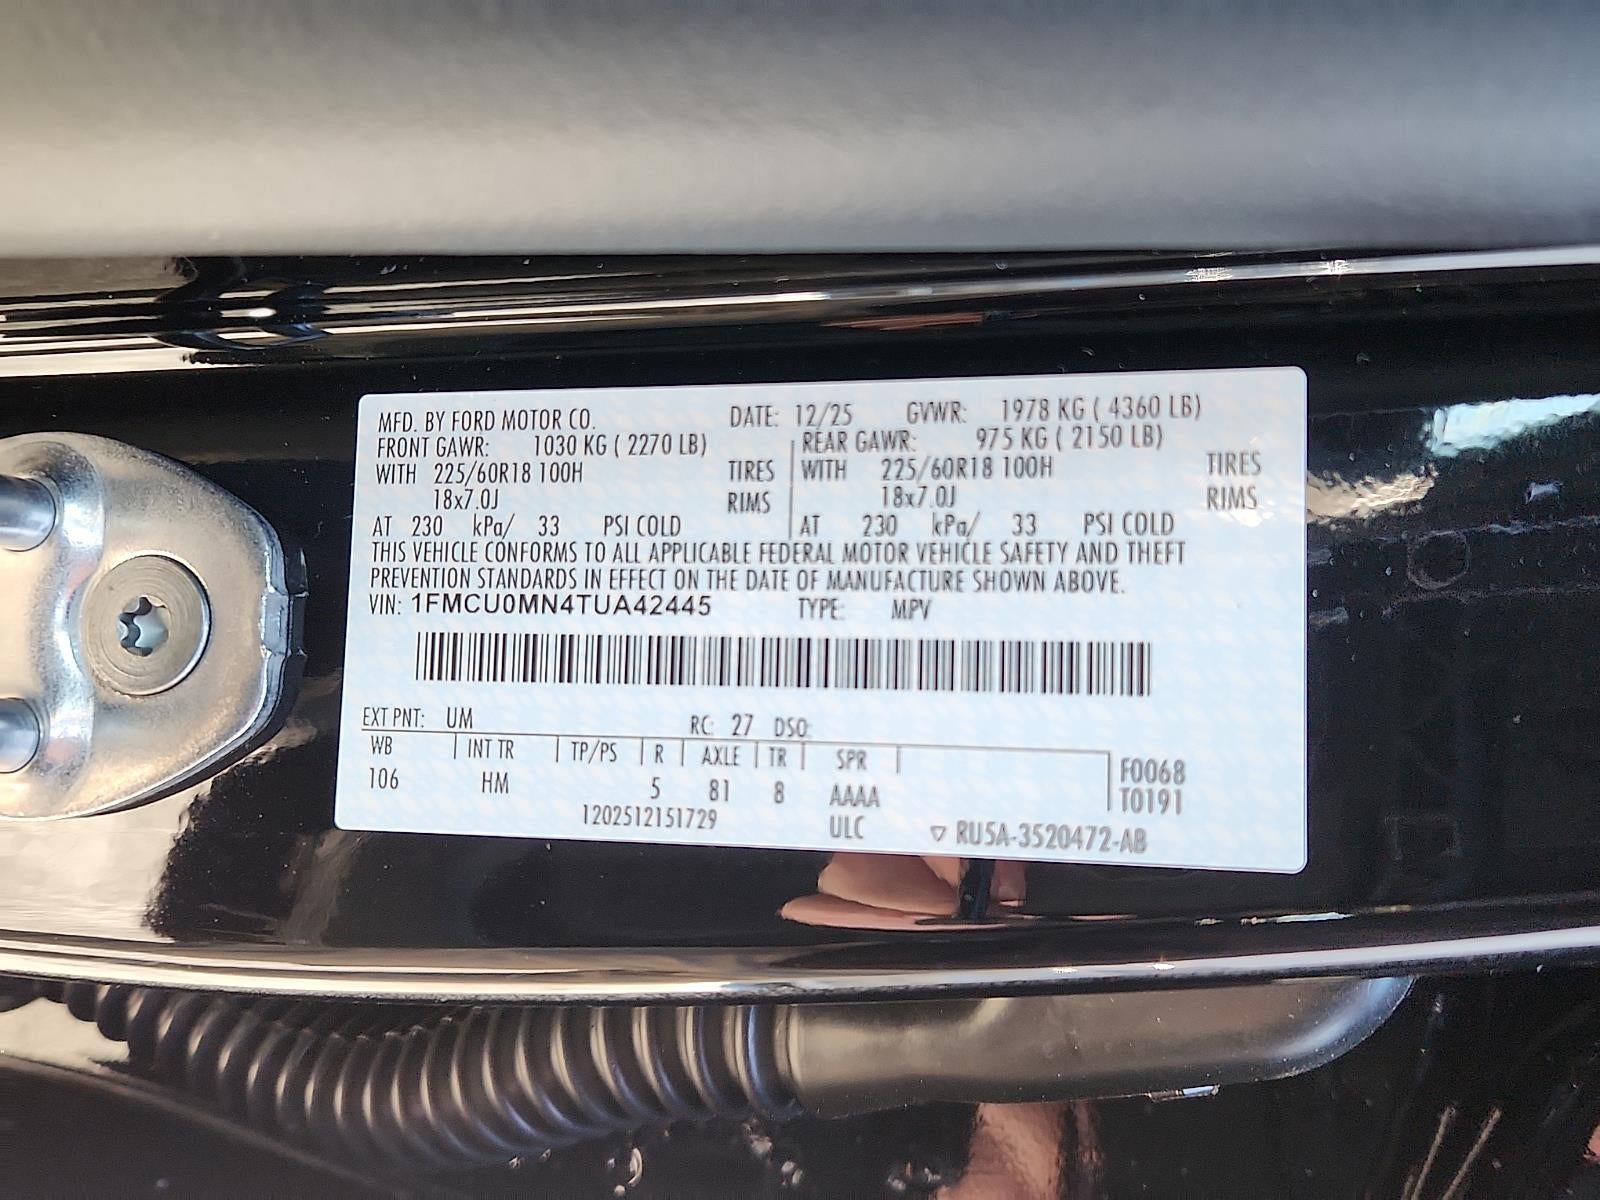 MFD. BY FORD MOTOR CO. DATE: 12/25 GVWR: 1978 KG ( 4360 LB)
FRONT GAWR: 1030 KG ( 2270 LB) REAR GAWR: 975 KG ( 2150 LB)
WITH 225/60R18 100H TIRES WITH 225/60R18 100H TIRES
18x7.0J RIMS 18x7.0J RIMS
AT 230 kPa/ 33 PSI COLD AT 230 kPa/ 33 PSI COLD
THIS VEHICLE CONFORMS TO ALL APPLICABLE FEDERAL MOTOR VEHICLE SAFETY AND THEFT
PREVENTION STANDARDS IN EFFECT ON THE DATE OF MANUFACTURE SHOWN ABOVE.
VIN: 1FMCU0MN4TUA42445 TYPE: MPV
EXT PNT: UM RC: 27 DSO:
WB INT TR TP/PS R AXLE TR SPR F0068
106 HM 5 81 8 AAAA T0191
1202512151729 ULC ▽ RU5A-3520472-AB